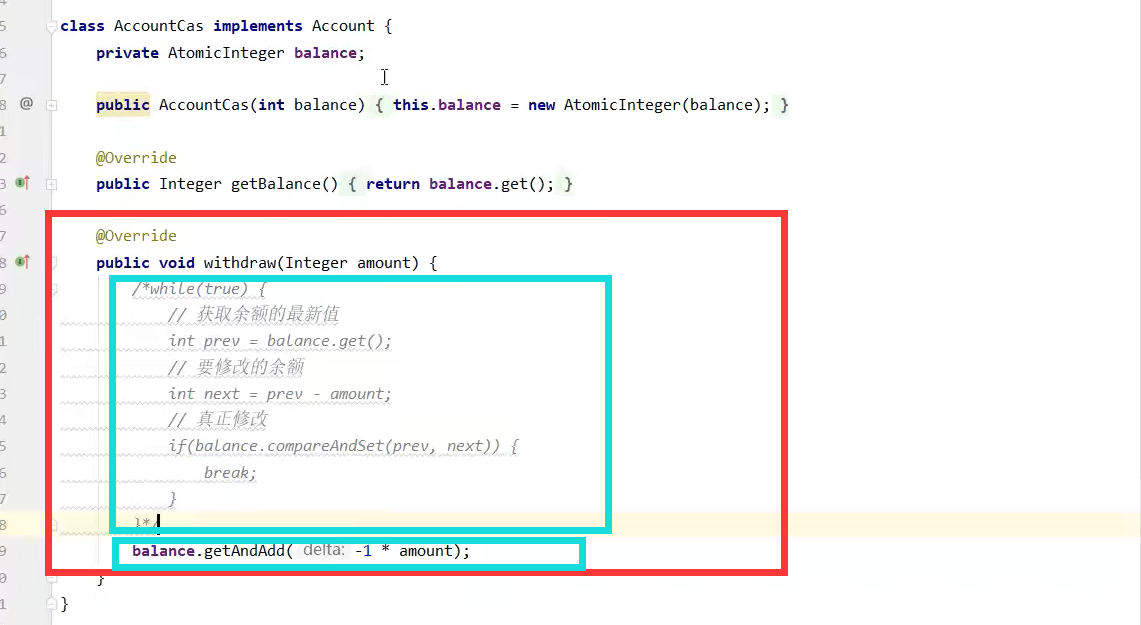 class AccountCas implements Account {
private AtomicInteger balance;
public AccountCas(int balance) { this.balance = new AtomicInteger(balance); }
@Override
public Integer getBalance() { return balance.get(); }
@Override
public void withdraw(Integer amount) {
/*while(true) {
// 获取余额的最新值
int prev = balance.get();
// 要修改的余额
int next = prev - amount;
// 真正修改
if(balance.compareAndSet(prev, next)) {
break;
}
}*/
balance.getAndAdd( delta: -1 * amount);
}
}